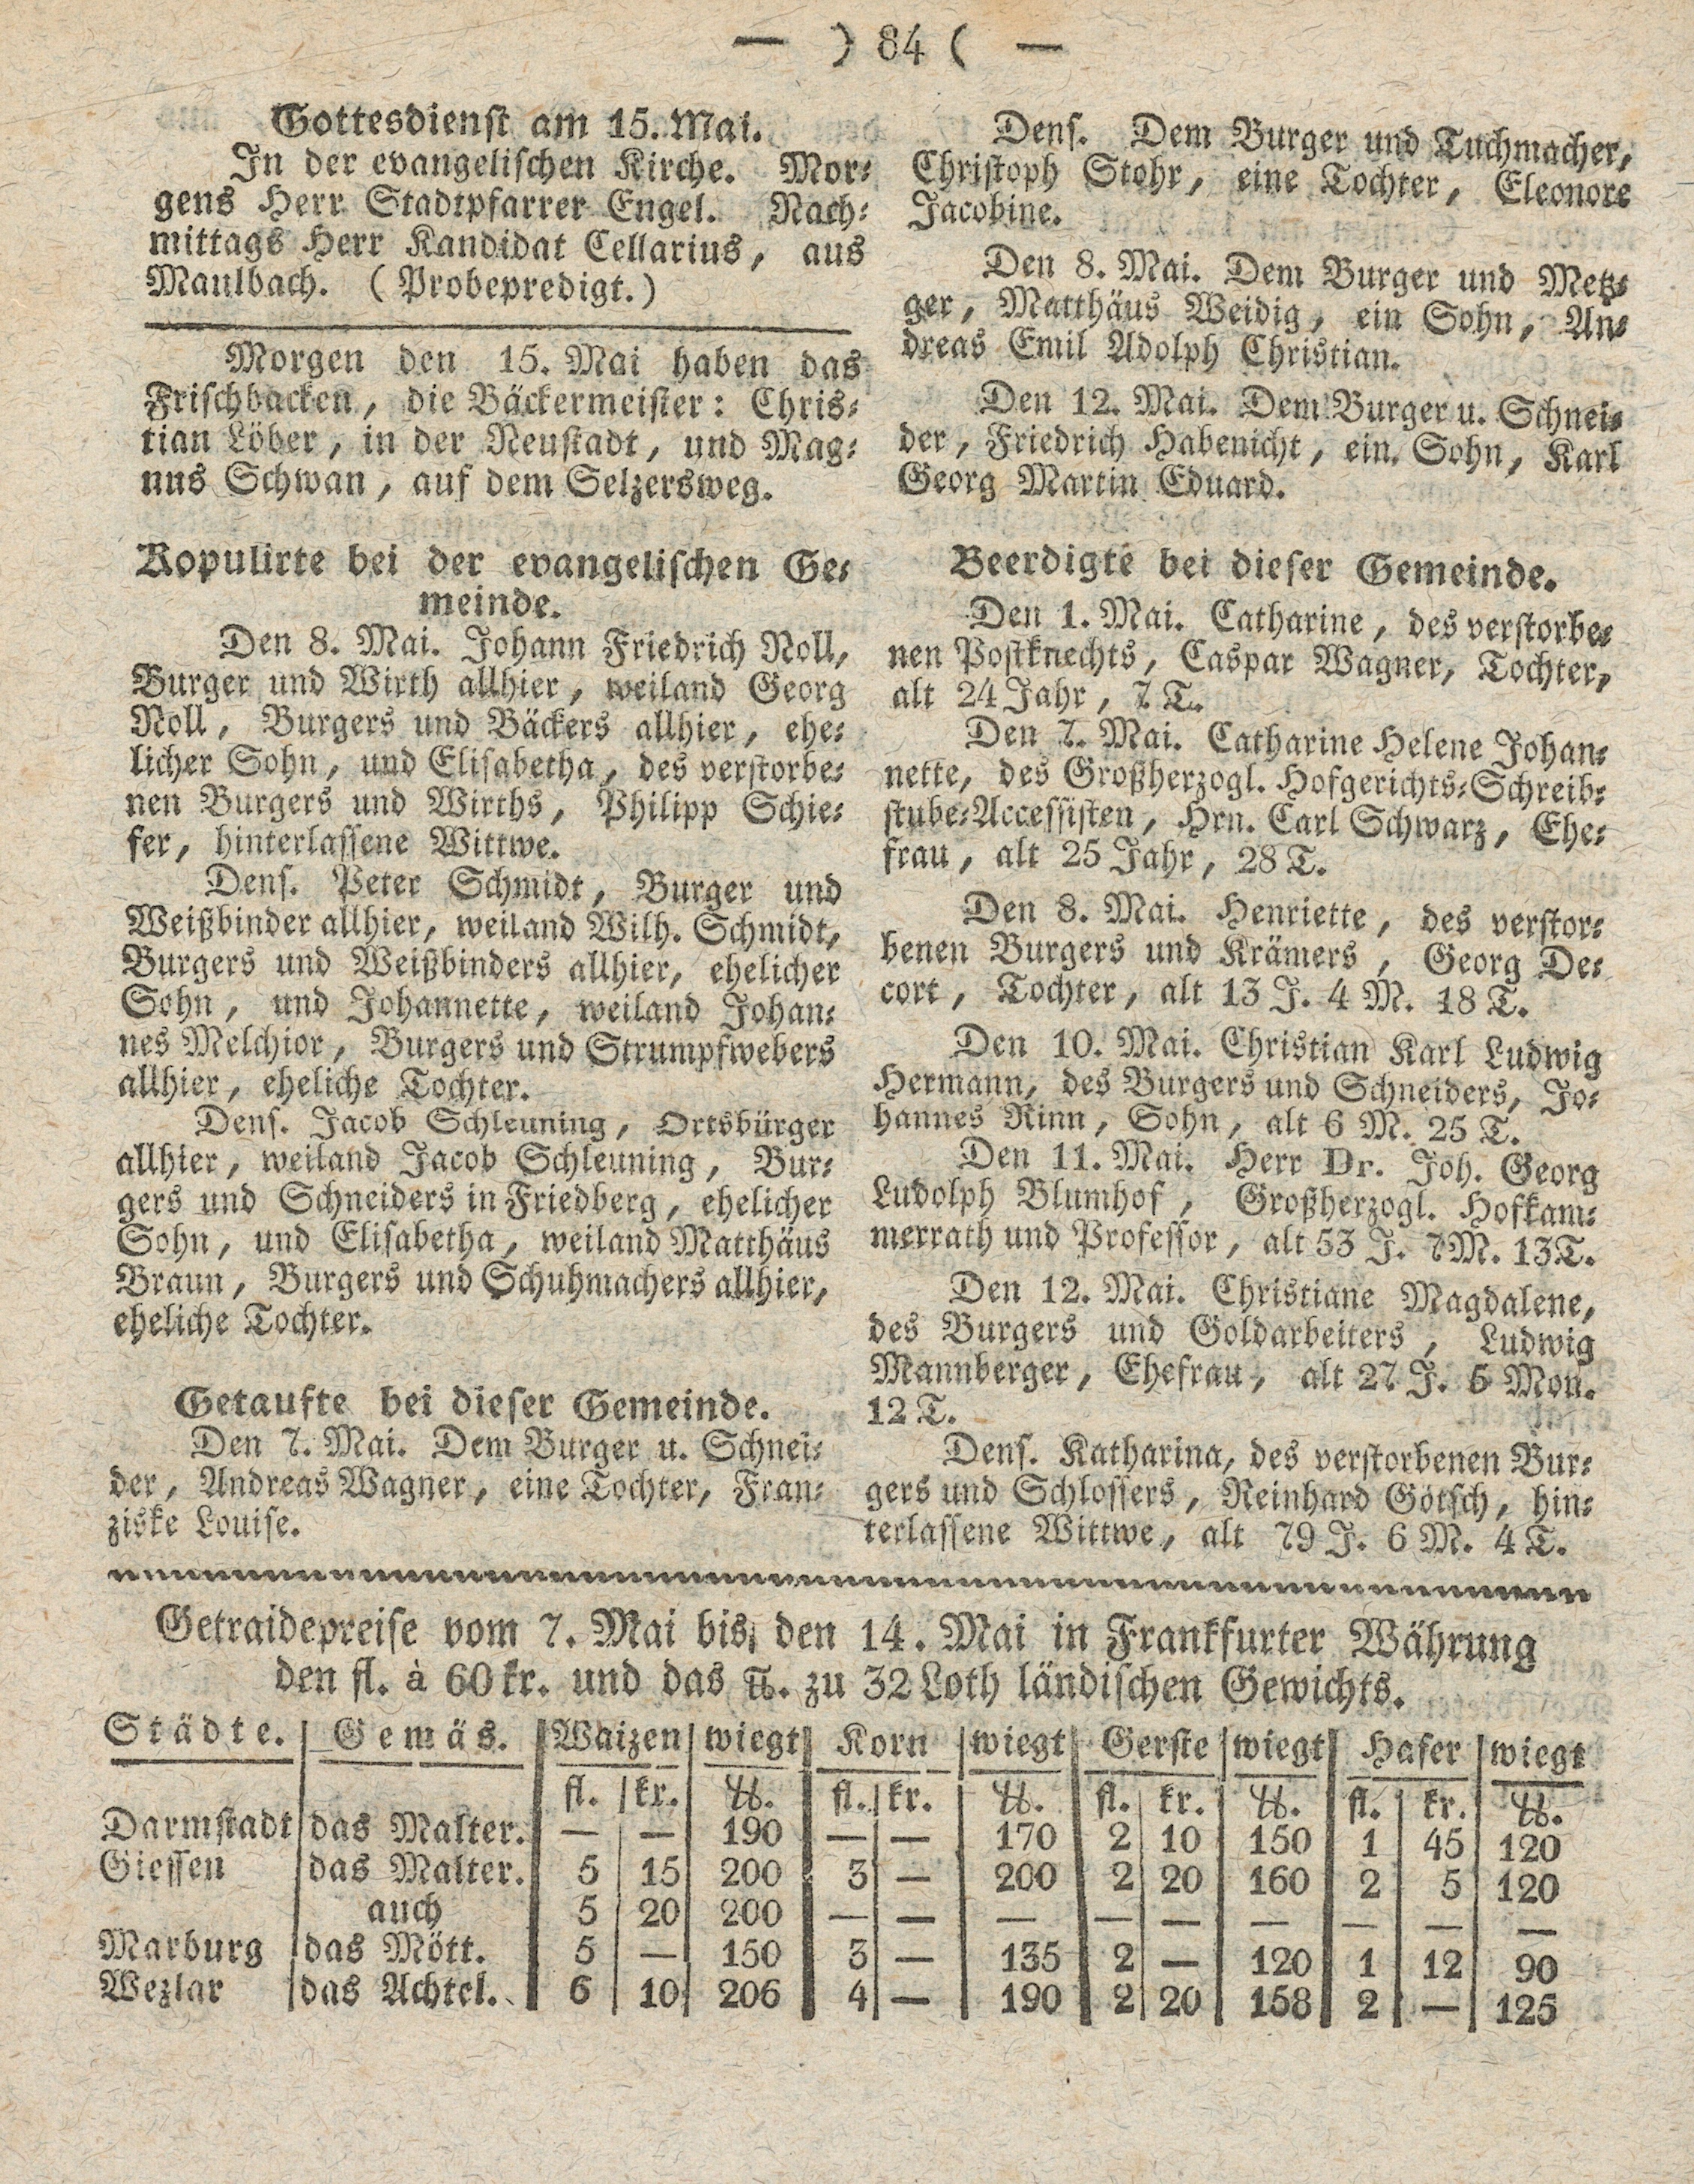 — ) 84 ( —
Gottesdienst am 15. Mai.
In der evangelischen Kirche. Mor-
gens Herr Stadtpfarrer Engel. Nach-
mittags Herr Kandidat Cellarius, aus
Maulbach. (Probepredigt.)
Morgen den 15. Mai haben das
Frischbacken, die Bäckermeister: Chris-
tian Löber, in der Neustadt, und Mag-
nus Schwan, auf dem Selzersweg.
Kopulirte bei der evangelischen Ge-
meinde.
Den 8. Mai. Johann Friedrich Noll,
Burger und Wirth allhier, weiland Georg
Noll, Burgers und Bäckers allhier, ehe-
licher Sohn, und Elisabetha, des verstorbe-
nen Burgers und Wirths, Philipp Schie-
fer, hinterlassene Wittwe.
Dens. Peter Schmidt, Burger und
Weißbinder allhier, weiland Wilh. Schmidt,
Burgers und Weißbinders allhier, ehelicher
Sohn, und Johannette, weiland Johan-
nes Melchior, Burgers und Strumpfwebers
allhier, eheliche Tochter.
Dens. Jacob Schleuning, Ortsbürger
allhier, weiland Jacob Schleuning, Bur-
gers und Schneiders in Friedberg, ehelicher
Sohn, und Elisabetha, weiland Matthäus
Braun, Burgers und Schuhmachers allhier,
eheliche Tochter.
Getaufte bei dieser Gemeinde.
Den 7. Mai. Dem Burger u. Schnei-
der, Andreas Wagner, eine Tochter, Fran-
ziske Louise.
Dens. Dem Burger und Tuchmacher,
Christoph Stohr, eine Tochter, Eleonore
Jacobine.
Den 8. Mai. Dem Burger und Metz-
ger, Matthäus Weidig, ein Sohn, An-
dreas Emil Adolph Christian.
Den 12. Mai. Dem Burger u. Schnei-
der, Friedrich Habenicht, ein Sohn, Karl
Georg Martin Eduard.
Beerdigte bei dieser Gemeinde.
Den 1. Mai. Catharine, des verstorbe-
nen Postknechts, Caspar Wagner, Tochter,
alt 24 Jahr, 7 T.
Den 7. Mai. Catharine Helene Johan-
nette, des Großherzogl. Hofgerichts-Schreib-
stube-Accessisten, Hrn. Carl Schwarz, Ehe-
frau, alt 25 Jahr, 28 T.
Den 8. Mai. Henriette, des verstor-
benen Burgers und Krämers, Georg De-
cort, Tochter, alt 13 J. 4 M. 18 T.
Den 10. Mai. Christian Karl Ludwig
Hermann, des Burgers und Schneiders, Jo-
hannes Rinn, Sohn, alt 6 M. 25 T.
Den 11. Mai. Herr Dr. Joh. Georg
Ludolph Blumhof, Großherzogl. Hofkam-
merrath und Professor, alt 53 J. 7 M. 13 T.
Den 12. Mai. Christiane Magdalene,
des Burgers und Goldarbeiters, Ludwig
Mannberger, Ehefrau, alt 27 J. 5 Mon.
12 T.
Dens. Katharina, des verstorbenen Bur-
gers und Schlossers, Reinhard Götsch, hin-
terlassene Wittwe, alt 79 J. 6 M. 4 T.
Getraidepreise vom 7. Mai bis den 14. Mai in Frankfurter Währung
den fl. à 60 kr. und das ℔. zu 32 Loth ländischen Gewichts.
Städte. Gemäs. Waizen wiegt Korn wiegt Gerste wiegt Hafer wiegt
fl. kr. ℔. fl. kr. ℔. fl. kr. ℔. fl. kr. ℔.
Darmstadt das Malter. — — 190 — — 170 2 10 150 1 45 120
Giessen das Malter. 5 15 200 3 — 200 2 20 160 2 5 120
auch 5 20 200 — — — — — — — — —
Marburg das Mött. 5 — 150 3 — 135 2 — 120 1 12 90
Wezlar das Achtel. 6 10 206 4 — 190 2 20 158 2 — 125